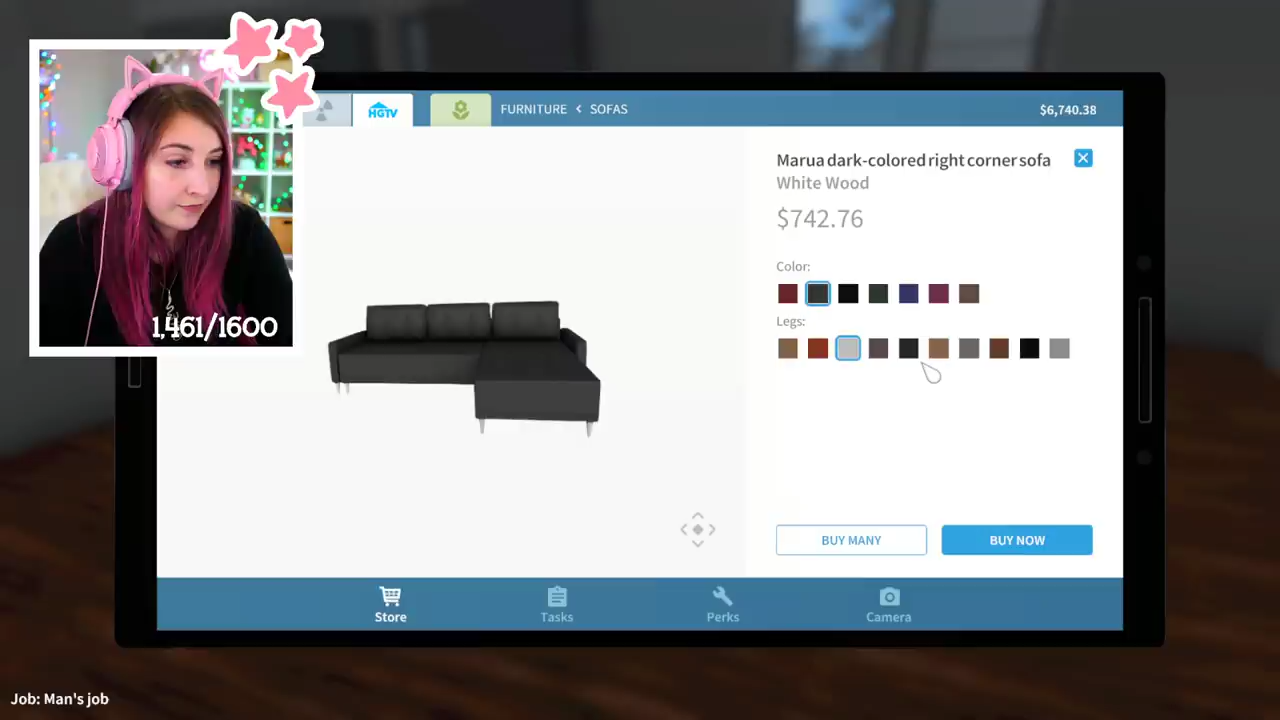 HGTV
FURNITURE < SOFAS
$6,740.38
Marua dark-colored right corner sofa
White Wood
$742.76
Color:
Legs:
1,461/1600
BUY MANY
BUY NOW
Store
Tasks
Perks
Camera
Job: Man's job